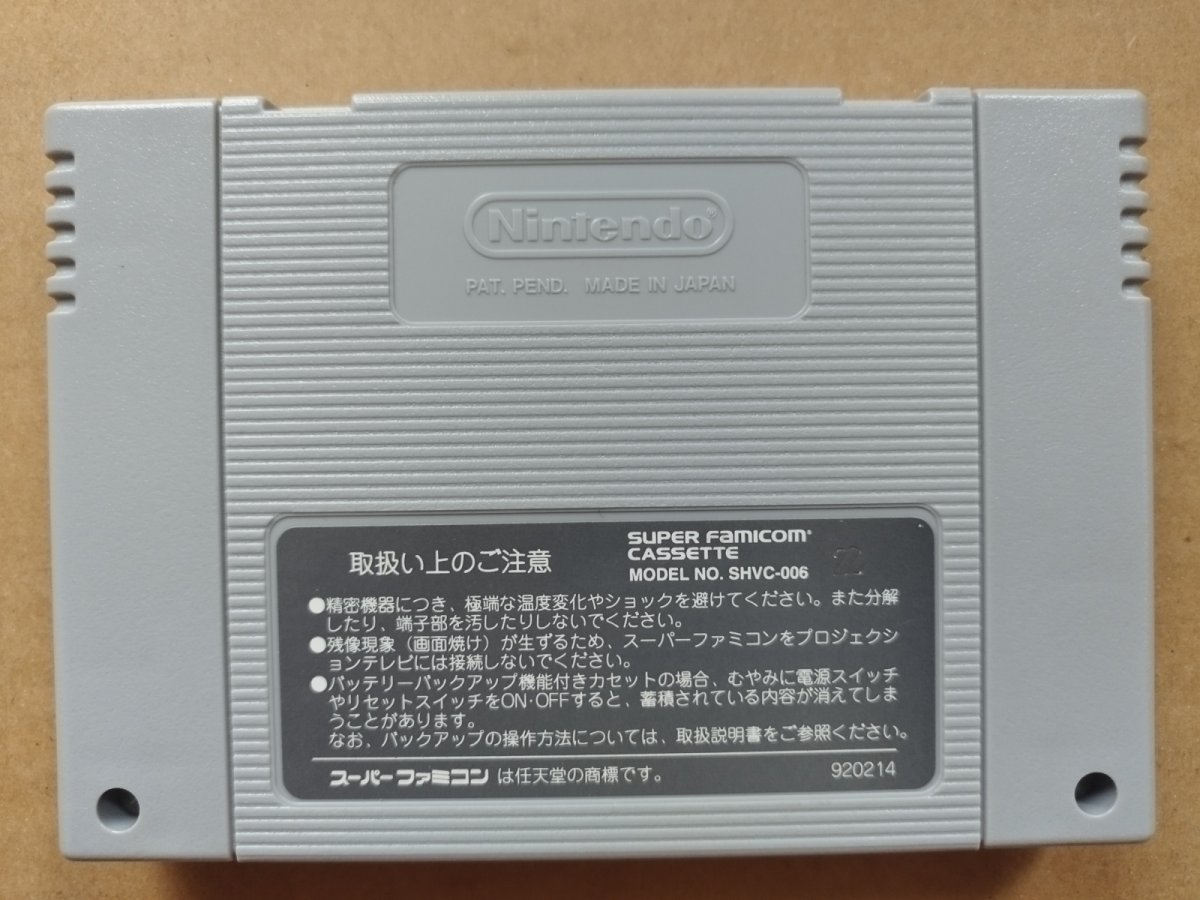 Nintendo®
PAT. PEND. MADE IN JAPAN
取扱い上のご注意
SUPER FAMICOM®
CASSETTE
MODEL NO. SHVC-006
●精密機器につき、極端な温度変化やショックを避けてください。また分解
したり、端子部を汚したりしないでください。
●残像現象（画面焼け）が生ずるため、スーパーファミコンをプロジェクシ
ョンテレビには接続しないでください。
●バッテリーバックアップ機能付きカセットの場合、むやみに電源スイッチ
やリセットスイッチをON·OFFすると、蓄積されている内容が消えてしま
うことがあります。
なお、バックアップの操作方法については、取扱説明書をご参照ください。
スーパーファミコンは任天堂の商標です。
920214